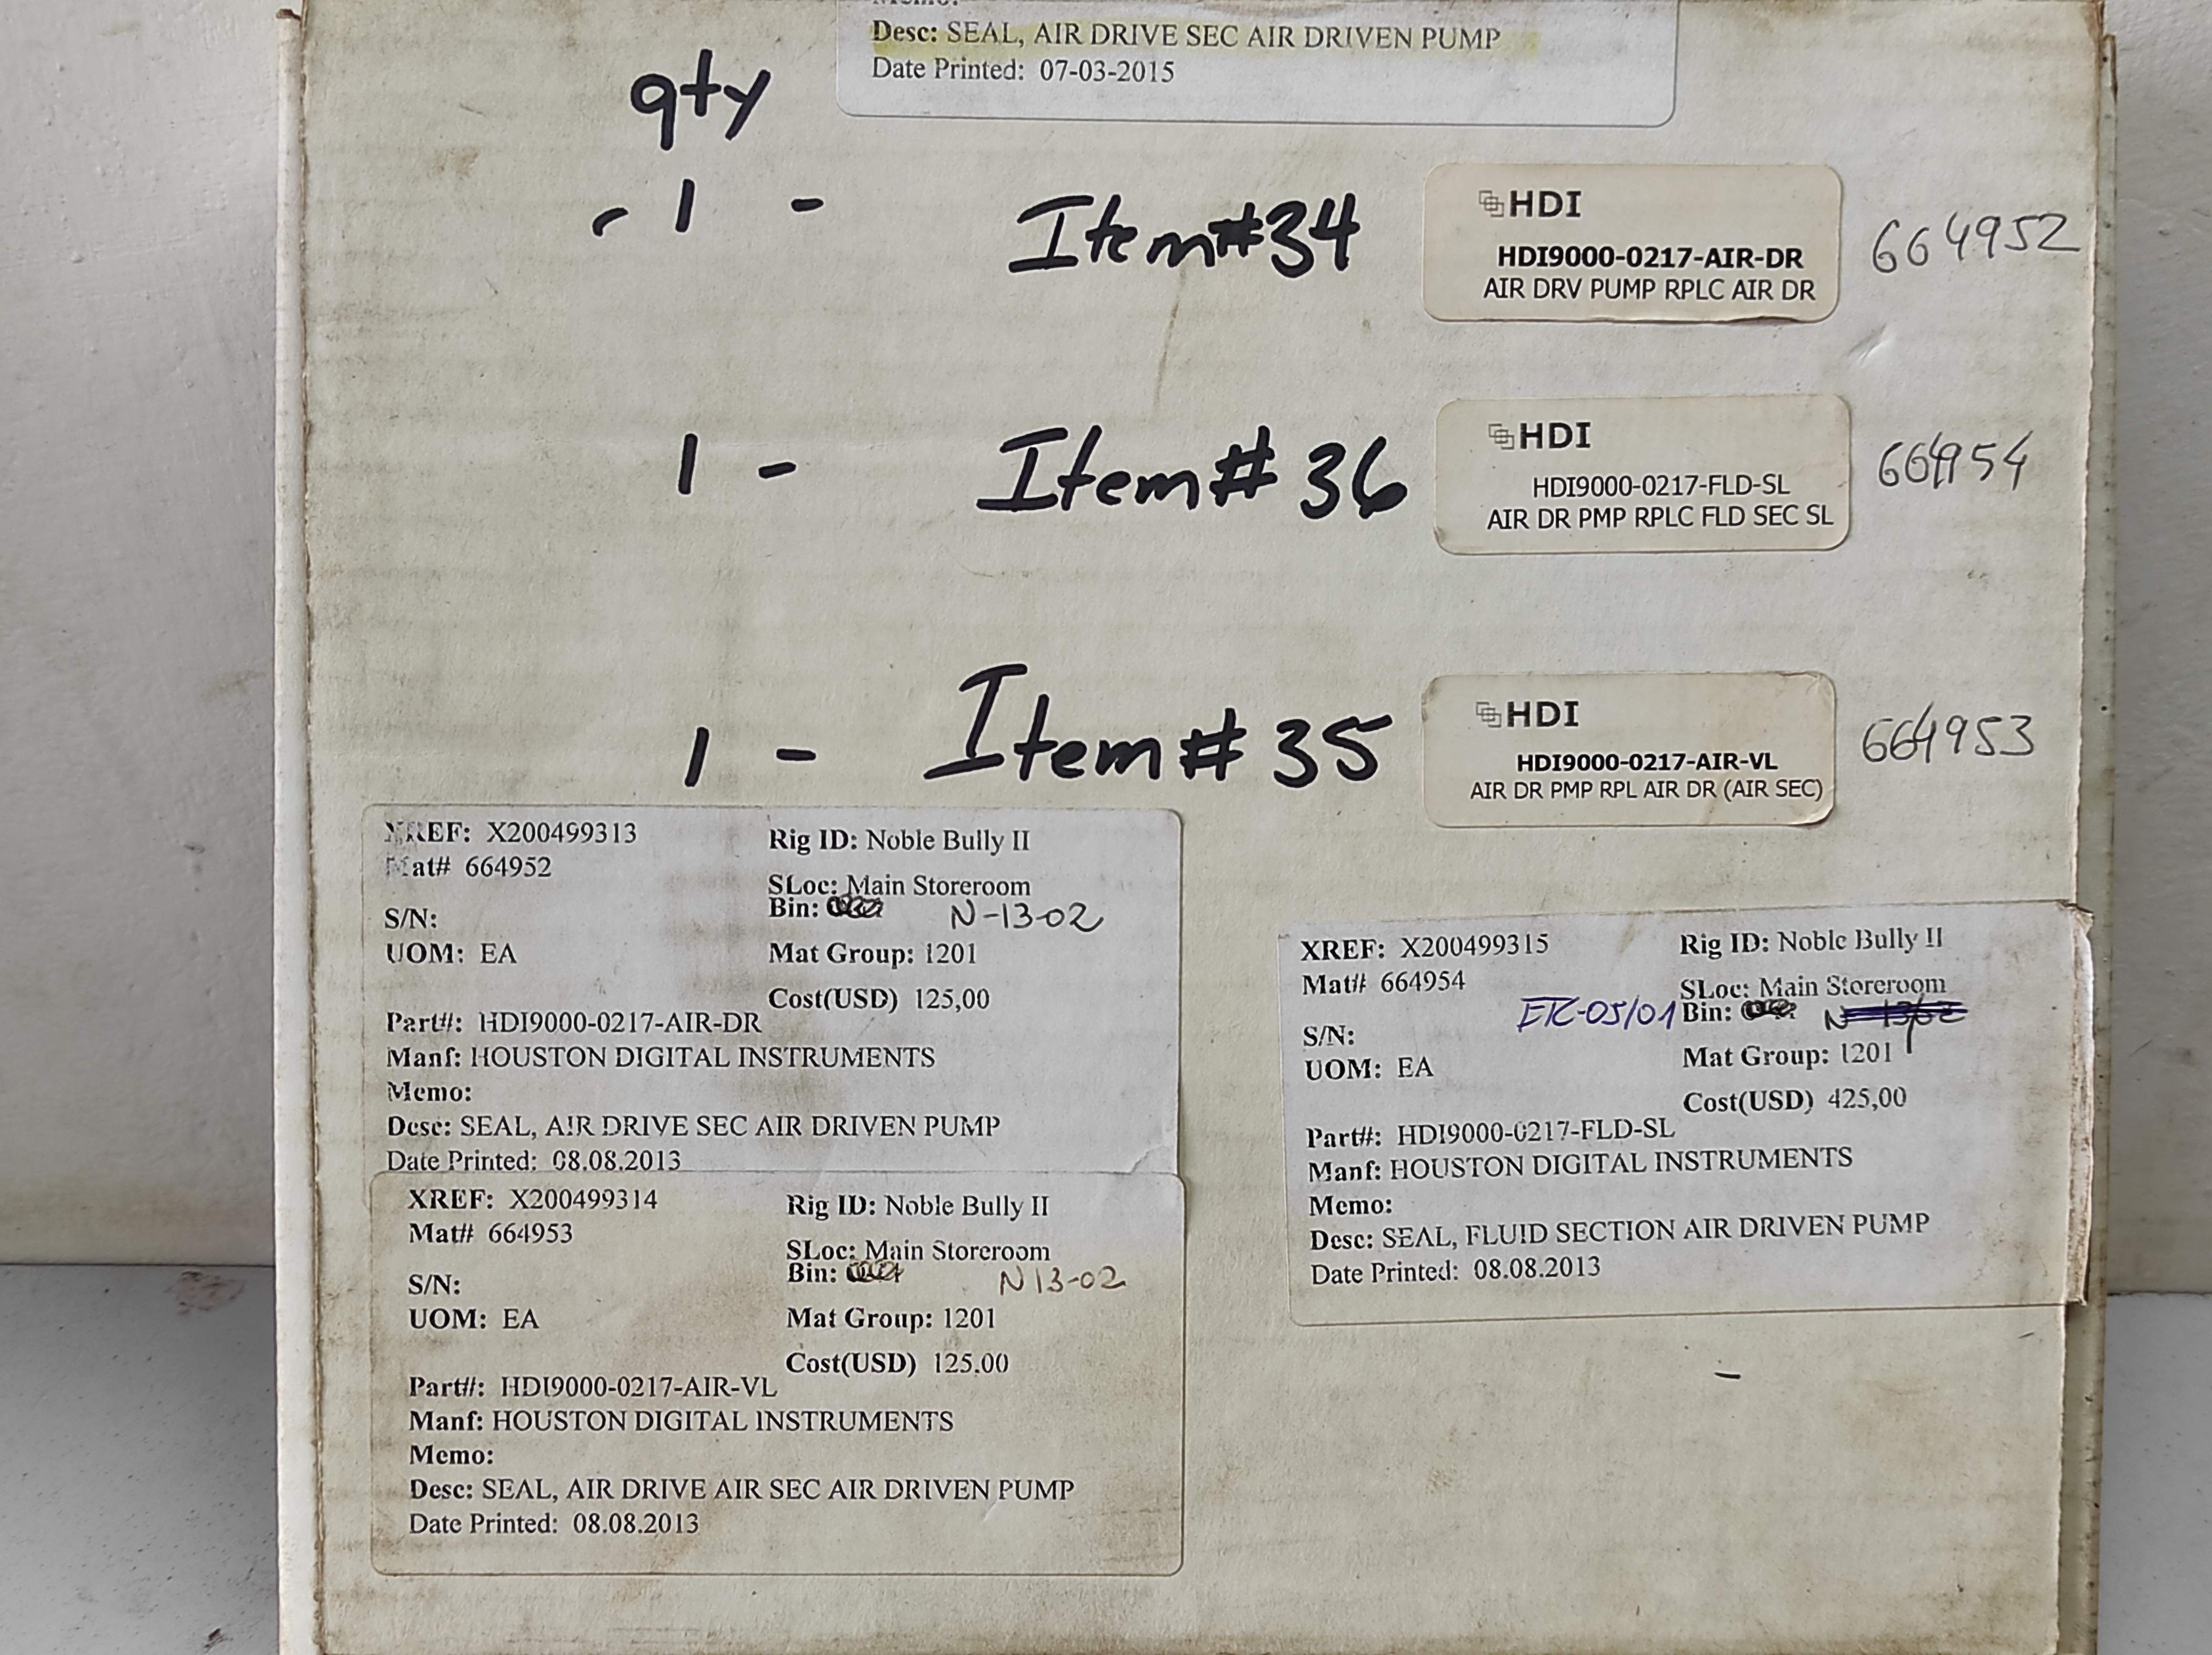 Desc: SEAL, AIR DRIVE SEC AIR DRIVEN PUMP
Date Printed: 07-03-2015
qty
- 1 - Item#34
HDI
HDI9000-0217-AIR-DR
AIR DRV PUMP RPLC AIR DR
664952
1 - Item# 36
HDI
HDI9000-0217-FLD-SL
AIR DR PMP RPLC FLD SEC SL
664954
1 - Item# 35
HDI
HDI9000-0217-AIR-VL
AIR DR PMP RPL AIR DR (AIR SEC)
664953
XREF: X200499313
Mat# 664952
S/N:
UOM: EA
Rig ID: Noble Bully II
SLoc: Main Storeroom
Bin: N-13-02
Mat Group: 1201
Cost(USD) 125,00
Part#: HDI9000-0217-AIR-DR
Manf: HOUSTON DIGITAL INSTRUMENTS
Memo:
Desc: SEAL, AIR DRIVE SEC AIR DRIVEN PUMP
Date Printed: 08.08.2013
XREF: X200499314
Mat# 664953
S/N:
UOM: EA
Rig ID: Noble Bully II
SLoc: Main Storeroom
Bin: N13-02
Mat Group: 1201
Cost(USD) 125,00
Part#: HDI9000-0217-AIR-VL
Manf: HOUSTON DIGITAL INSTRUMENTS
Memo:
Desc: SEAL, AIR DRIVE AIR SEC AIR DRIVEN PUMP
Date Printed: 08.08.2013
XREF: X200499315
Mat# 664954
S/N:
UOM: EA
Rig ID: Noble Bully II
SLoc: Main Storeroom
Bin:
Mat Group: 1201
Cost(USD) 425,00
Part#: HDI9000-0217-FLD-SL
Manf: HOUSTON DIGITAL INSTRUMENTS
Memo:
Desc: SEAL, FLUID SECTION AIR DRIVEN PUMP
Date Printed: 08.08.2013